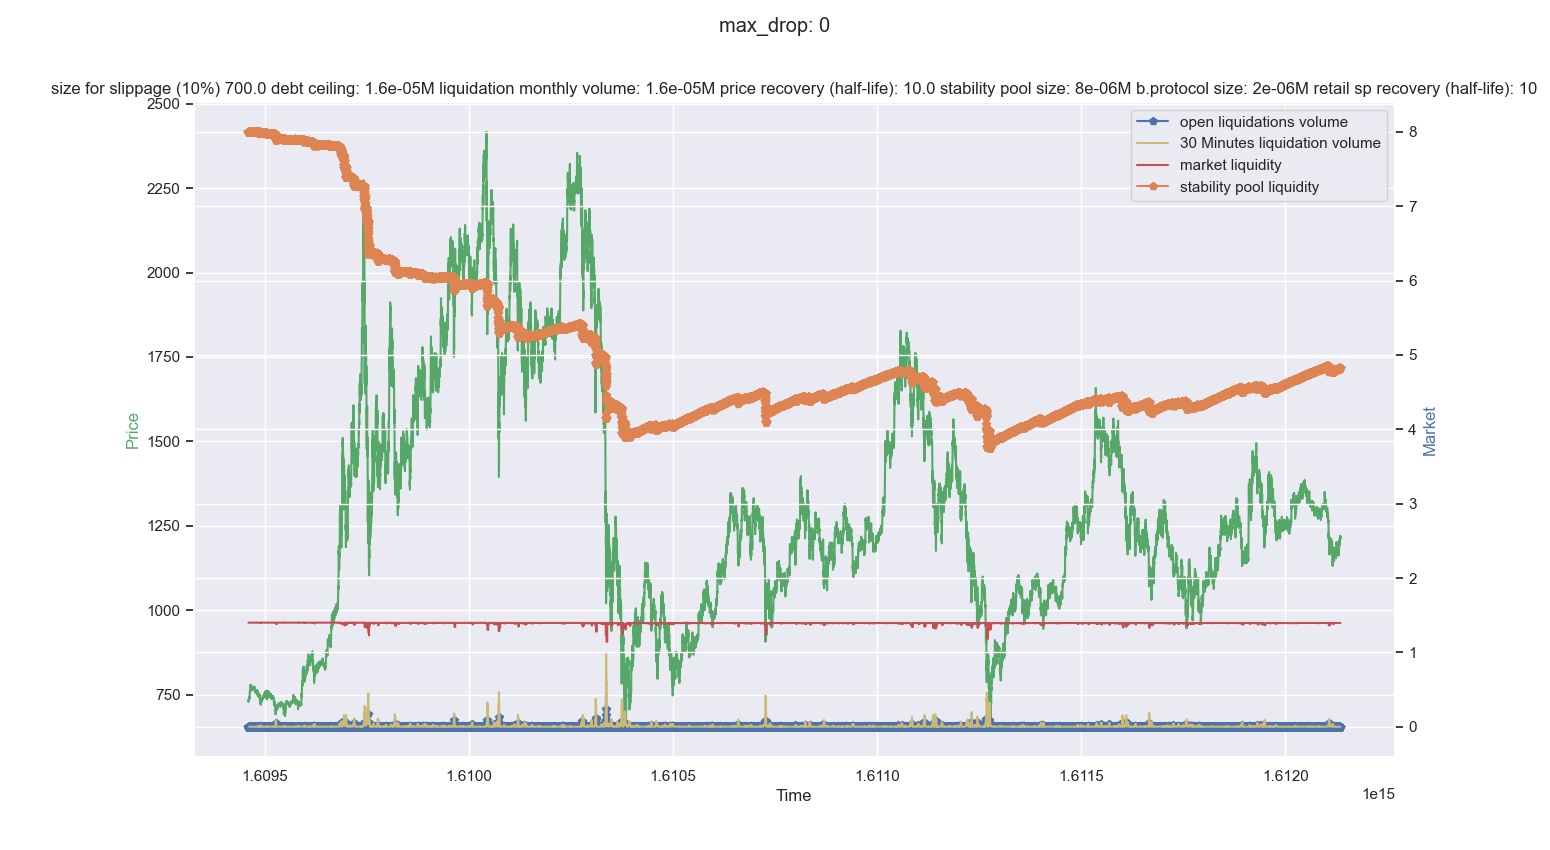 max_drop: 0
size for slippage (10%) 700.0 debt ceiling: 1.6e-05M liquidation monthly volume: 1.6e-05M price recovery (half-life): 10.0 stability pool size: 8e-06M b.protocol size: 2e-06M retail sp recovery (half-life): 10
open liquidations volume
30 Minutes liquidation volume
market liquidity
stability pool liquidity
2500
2250
2000
1750
1500
1250
1000
750
Price
8
7
6
5
4
3
2
1
0
Market
1.6095 1.6100 1.6105 1.6110 1.6115 1.6120
Time
1e15